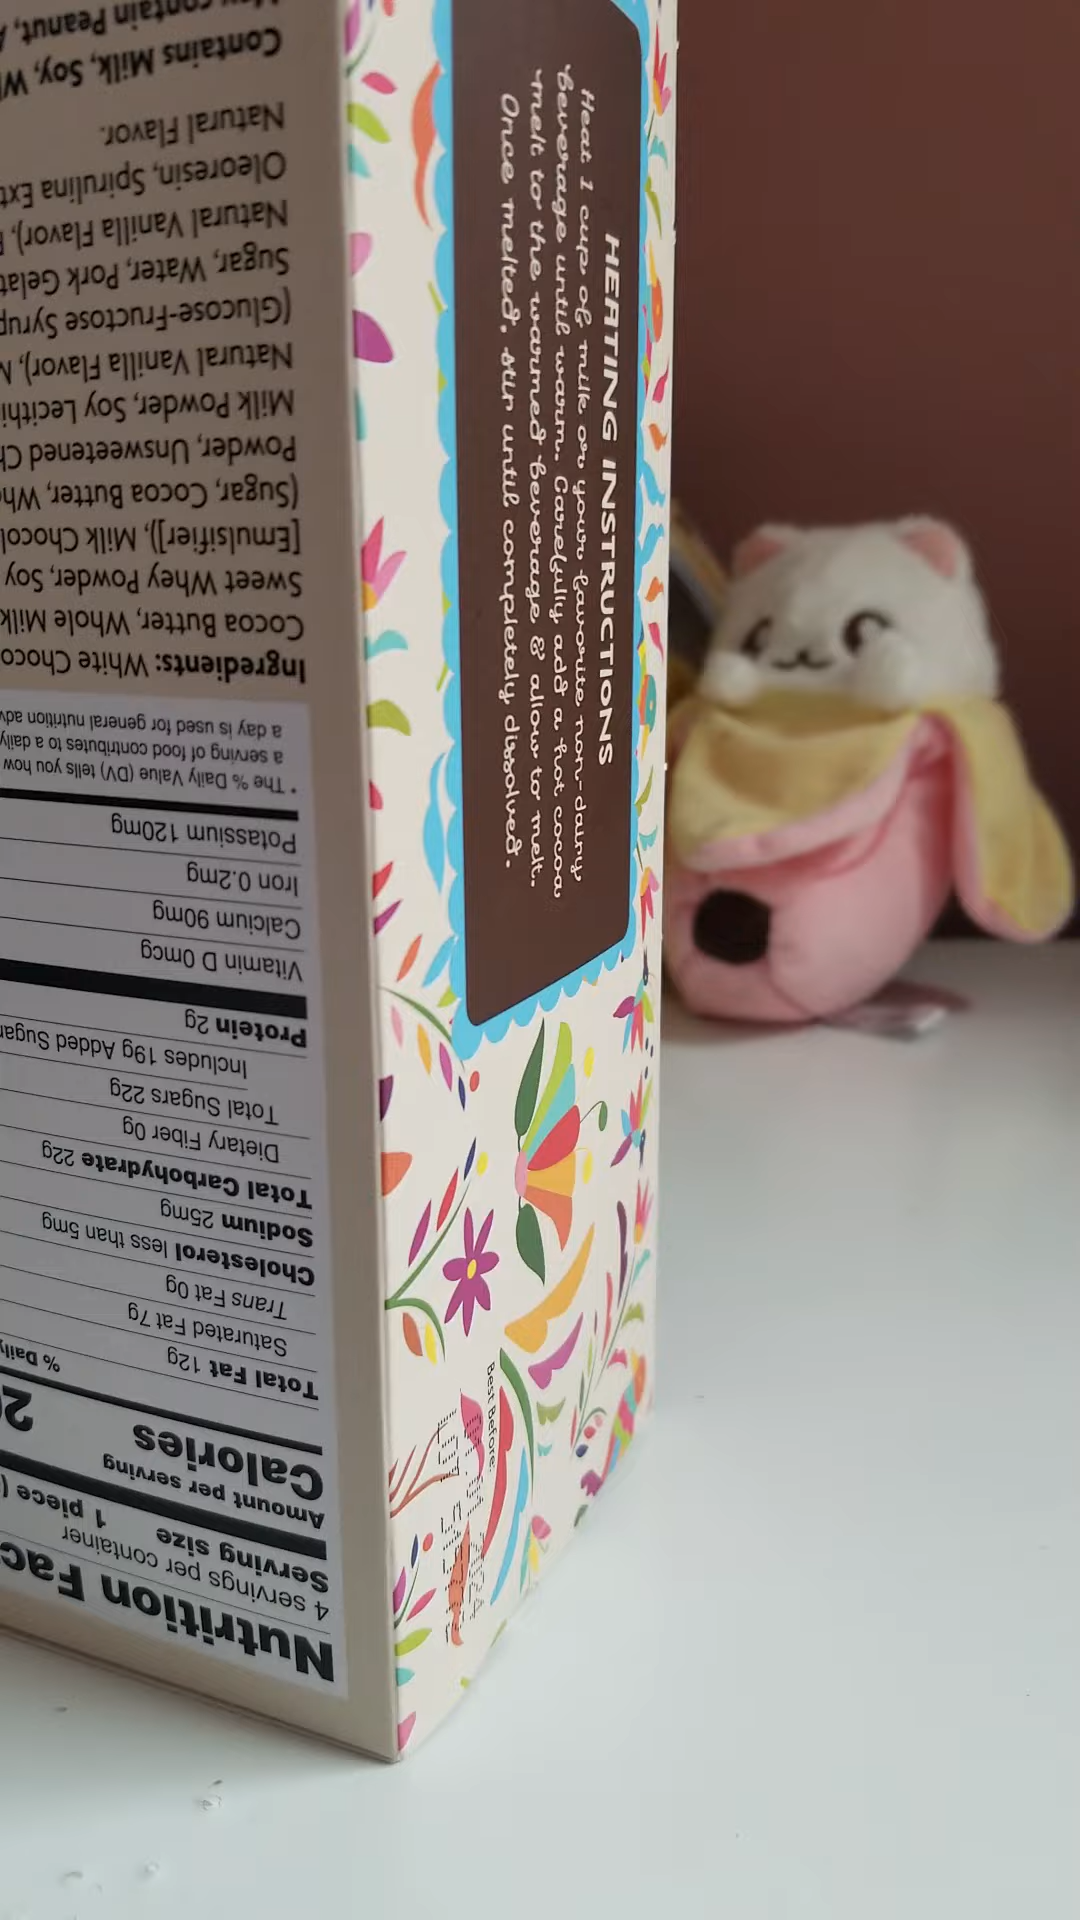 Nutrition Fac
4 servings per container
Serving size 1 piece (
Amount per serving
Calories
% Daily
Total Fat 12g
Saturated Fat 7g
Trans Fat 0g
Cholesterol less than 5mg
Sodium 25mg
Total Carbohydrate 22g
Dietary Fiber 0g
Total Sugars 22g
Includes 19g Added Sugar
Protein 2g
Vitamin D 0mcg
Calcium 90mg
Iron 0.2mg
Potassium 120mg
* The % Daily Value (DV) tells you how
a serving of food contributes to a daily
a day is used for general nutrition adv
Ingredients: White Choco
Cocoa Butter, Whole Milk
Sweet Whey Powder, Soy
[Emulsifier]), Milk Chocol
(Sugar, Cocoa Butter, Who
Powder, Unsweetened Ch
Milk Powder, Soy Lecithi
Natural Vanilla Flavor), M
(Glucose-Fructose Syrup
Sugar, Water, Pork Gelat
Natural Vanilla Flavor),
Oleoresin, Spirulina Ext
Natural Flavor.
Contains Milk, Soy, W
May contain Peanut,
HEATING INSTRUCTIONS
Heat 1 cup of milk or your favorite non-dairy
beverage until warm. Carefully add a hot cocoa
melt to the warmed beverage & allow to melt.
Once melted, stir until completely dissolved.
Best Before: